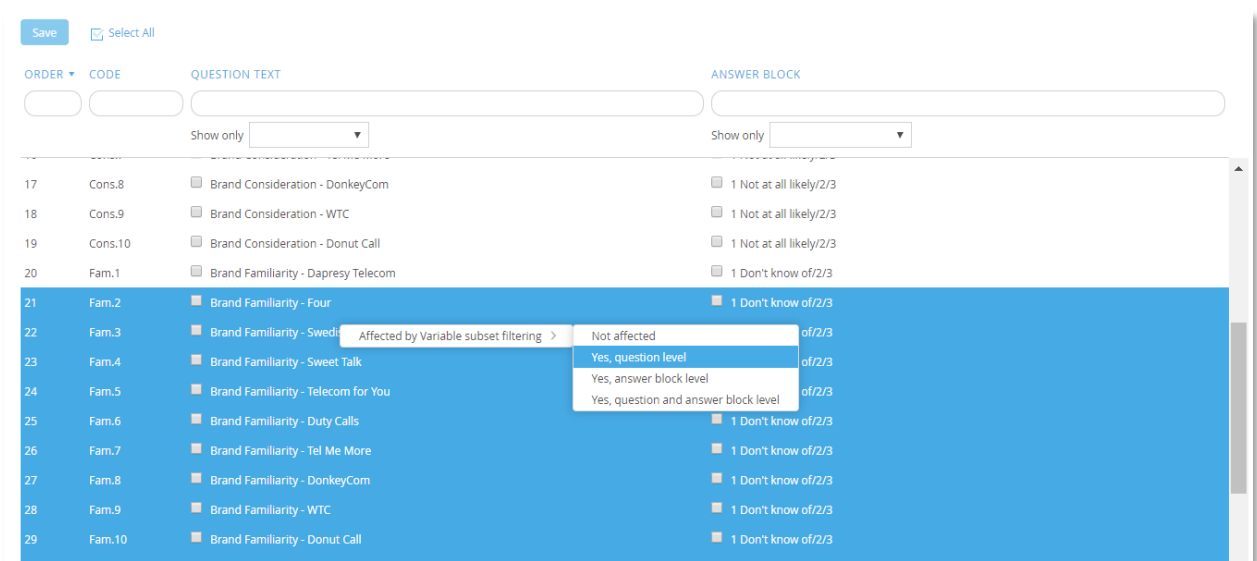 Save Select All
ORDER CODE QUESTION TEXT ANSWER BLOCK
Show only Show only
17 Cons.8 Brand Consideration - DonkeyCom 1 Not at all likely/2/3
18 Cons.9 Brand Consideration - WTC 1 Not at all likely/2/3
19 Cons.10 Brand Consideration - Donut Call 1 Not at all likely/2/3
20 Fam.1 Brand Familiarity - Dapresy Telecom 1 Don't know of/2/3
21 Fam.2 Brand Familiarity - Four 1 Don't know of/2/3
22 Fam.3 Brand Familiarity - Affected by Variable subset filtering > Not affected of/2/3
Yes, question level
23 Fam.4 Brand Familiarity - Sweet Talk of/2/3
Yes, answer block level
24 Fam.5 Brand Familiarity - Telecom for You Yes, question and answer block level of/2/3
25 Fam.6 Brand Familiarity - Duty Calls 1 Don't know of/2/3
26 Fam.7 Brand Familiarity - Tel Me More 1 Don't know of/2/3
27 Fam.8 Brand Familiarity - DonkeyCom 1 Don't know of/2/3
28 Fam.9 Brand Familiarity - WTC 1 Don't know of/2/3
29 Fam.10 Brand Familiarity - Donut Call 1 Don't know of/2/3